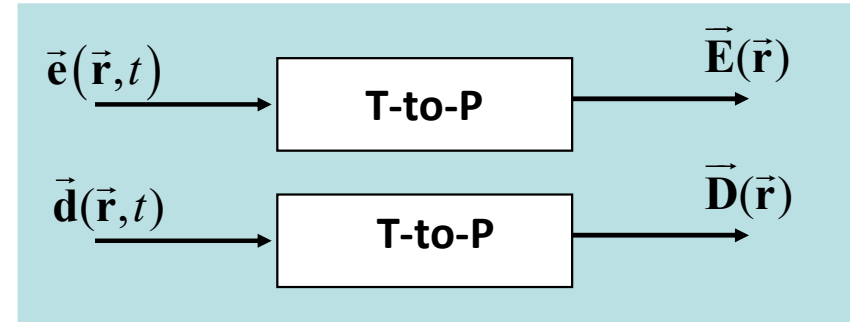 e⃗(r⃗,t) T-to-P E⃗(r⃗)
d⃗(r⃗,t) T-to-P D⃗(r⃗)